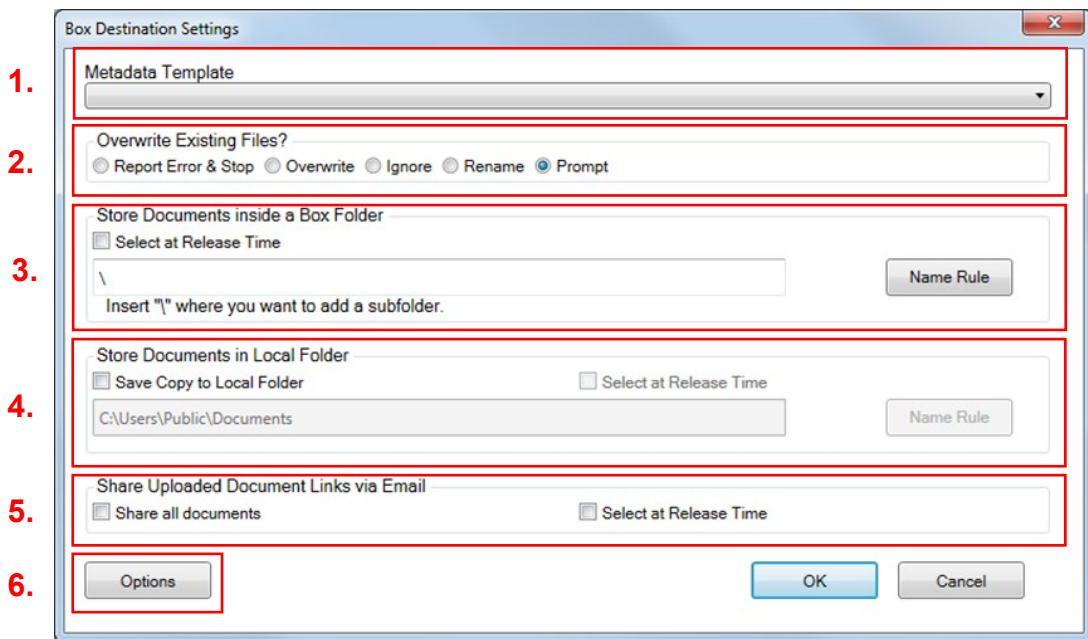 Box Destination Settings
1.
Metadata Template
2.
Overwrite Existing Files?
Report Error & Stop Overwrite Ignore Rename Prompt
Store Documents inside a Box Folder
Select at Release Time
3.
\ Name Rule
Insert "\" where you want to add a subfolder.
Store Documents in Local Folder
Save Copy to Local Folder Select at Release Time
4.
C:\Users\Public\Documents Name Rule
Share Uploaded Document Links via Email
5.
Share all documents Select at Release Time
6.
Options OK Cancel